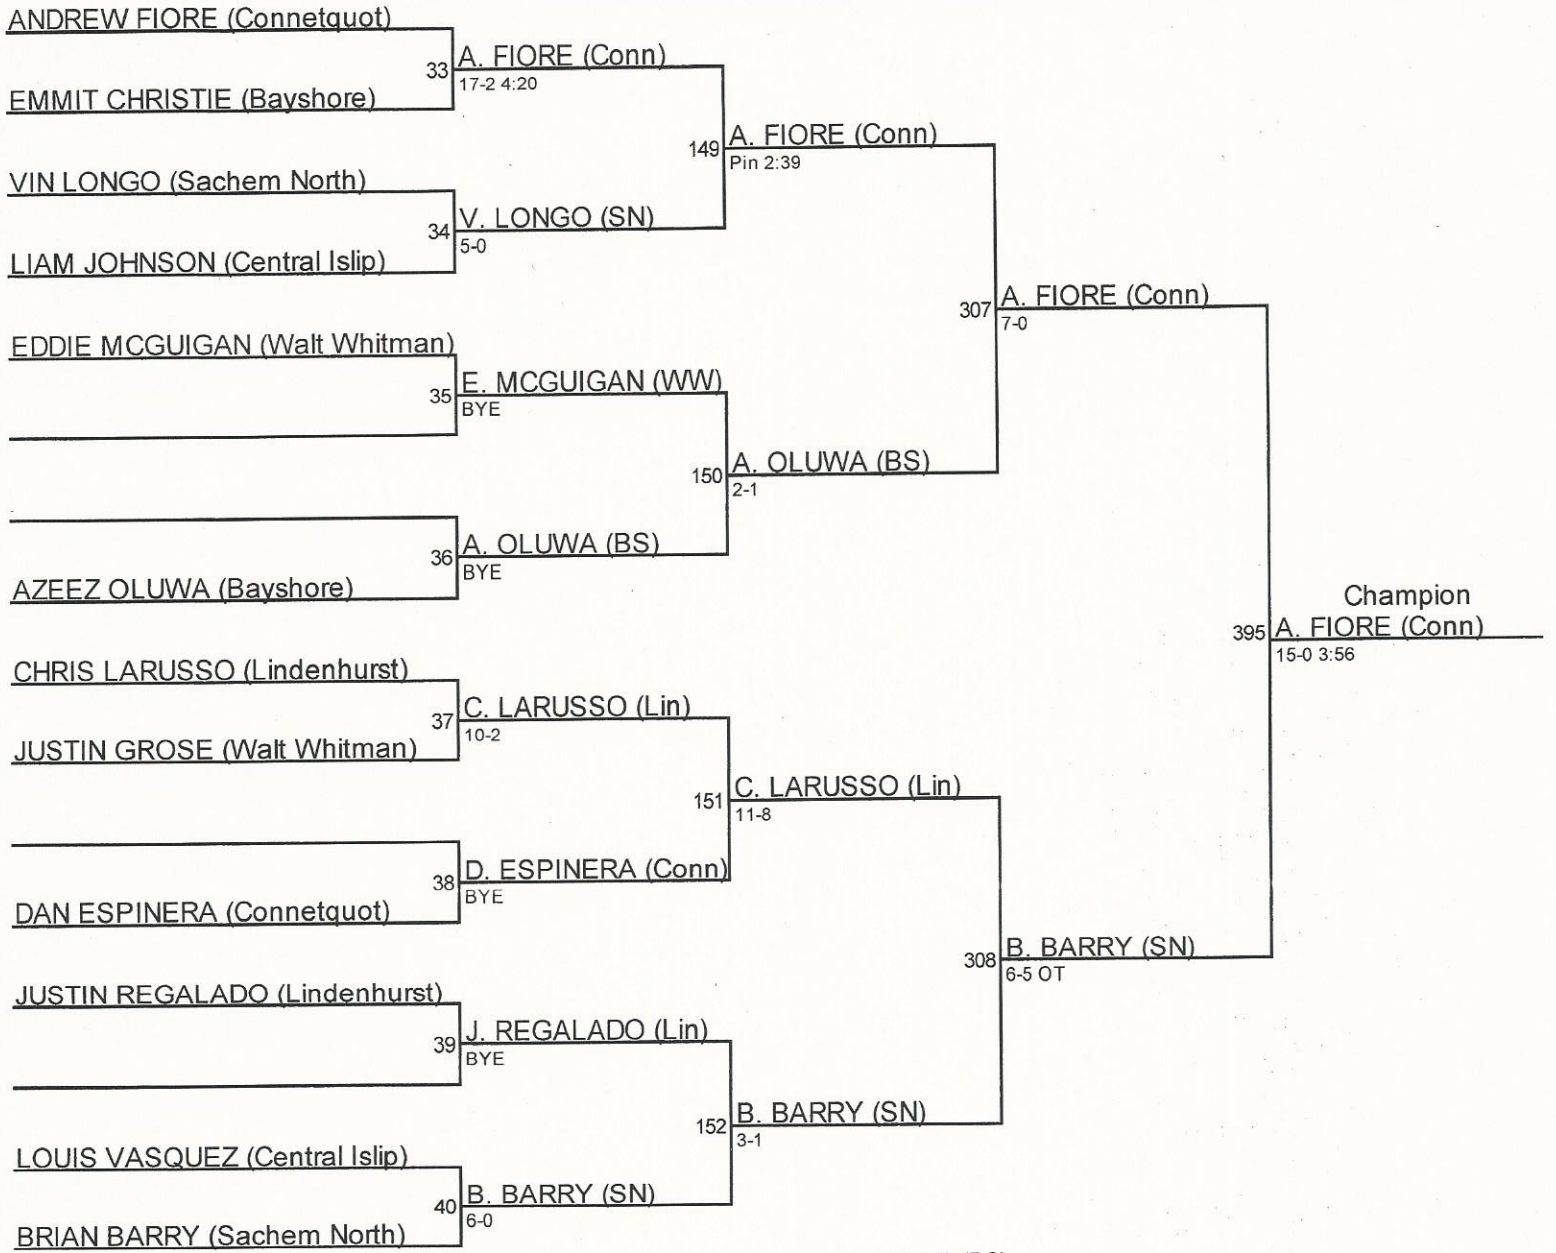 ANDREW FIORE (Connetquot)
33
A. FIORE (Conn)
17-2 4:20
EMMIT CHRISTIE (Bayshore)
149
A. FIORE (Conn)
Pin 2:39
VIN LONGO (Sachem North)
34
V. LONGO (SN)
5-0
LIAM JOHNSON (Central Islip)
307
A. FIORE (Conn)
7-0
EDDIE MCGUIGAN (Walt Whitman)
35
E. MCGUIGAN (WW)
BYE
150
A. OLUWA (BS)
2-1
36
A. OLUWA (BS)
BYE
AZEEZ OLUWA (Bayshore)
Champion
395
A. FIORE (Conn)
15-0 3:56
CHRIS LARUSSO (Lindenhurst)
37
C. LARUSSO (Lin)
10-2
JUSTIN GROSE (Walt Whitman)
151
C. LARUSSO (Lin)
11-8
38
D. ESPINERA (Conn)
BYE
DAN ESPINERA (Connetquot)
308
B. BARRY (SN)
6-5 OT
JUSTIN REGALADO (Lindenhurst)
39
J. REGALADO (Lin)
BYE
152
B. BARRY (SN)
3-1
LOUIS VASQUEZ (Central Islip)
40
B. BARRY (SN)
6-0
BRIAN BARRY (Sachem North)